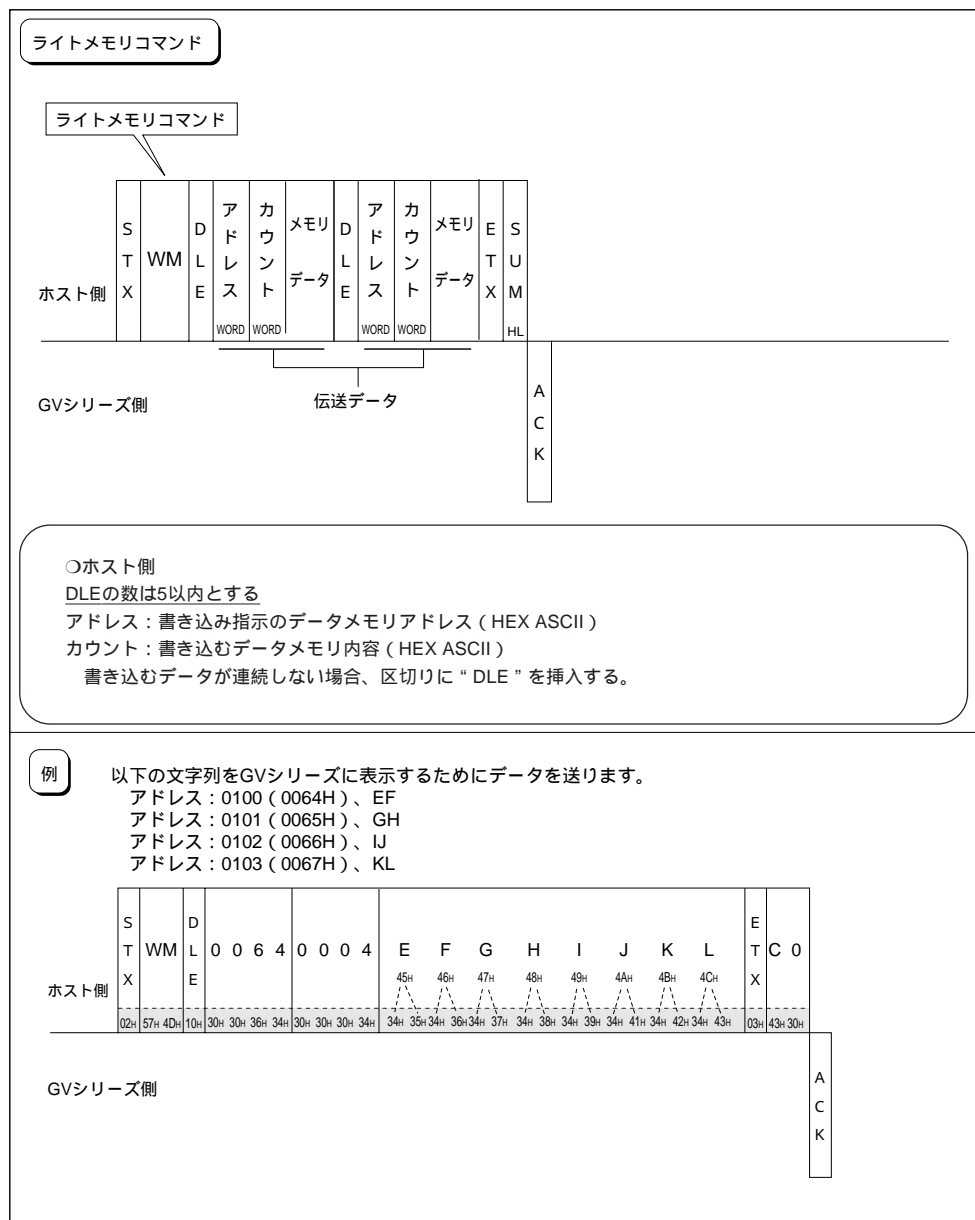 ライトメモリコマンド
ライトメモリコマンド
ホスト側
STX
WM
DLE
アドレス
WORD
カウント
WORD
メモリ
データ
DLE
アドレス
WORD
カウント
WORD
メモリ
データ
ETX
SUM
HL
GVシリーズ側
伝送データ
ACK
❍ホスト側
DLEの数は5以内とする
アドレス：書き込み指示のデータメモリアドレス（HEX ASCII）
カウント：書き込むデータメモリ内容（HEX ASCII）
書き込むデータが連続しない場合、区切りに“DLE”を挿入する。
例
以下の文字列をGVシリーズに表示するためにデータを送ります。
アドレス：0100（0064H）、EF
アドレス：0101（0065H）、GH
アドレス：0102（0066H）、IJ
アドレス：0103（0067H）、KL
ホスト側
STX
WM
DLE
0 0 6 4
0 0 0 4
E F G H I J K L
ETX
C 0
45H 46H 47H 48H 49H 4AH 4BH 4CH
02H 57H 4DH 10H 30H 30H 36H 34H 30H 30H 30H 34H 34H 35H 34H 36H 34H 37H 34H 38H 34H 39H 34H 41H 34H 42H 34H 43H 03H 43H 30H
GVシリーズ側
ACK